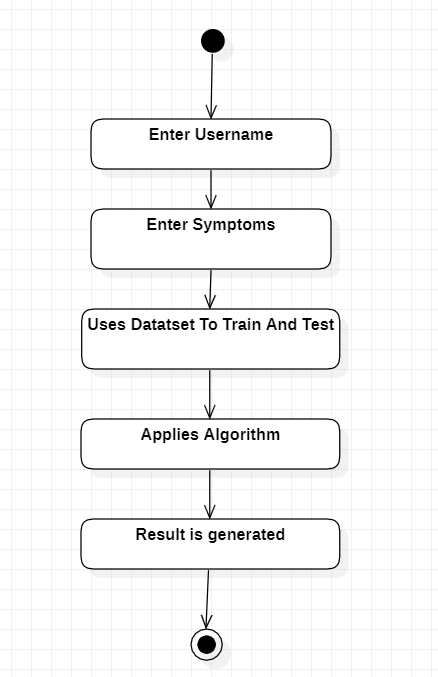 Enter Username
Enter Symptoms
Uses Datatset To Train And Test
Applies Algorithm
Result is generated